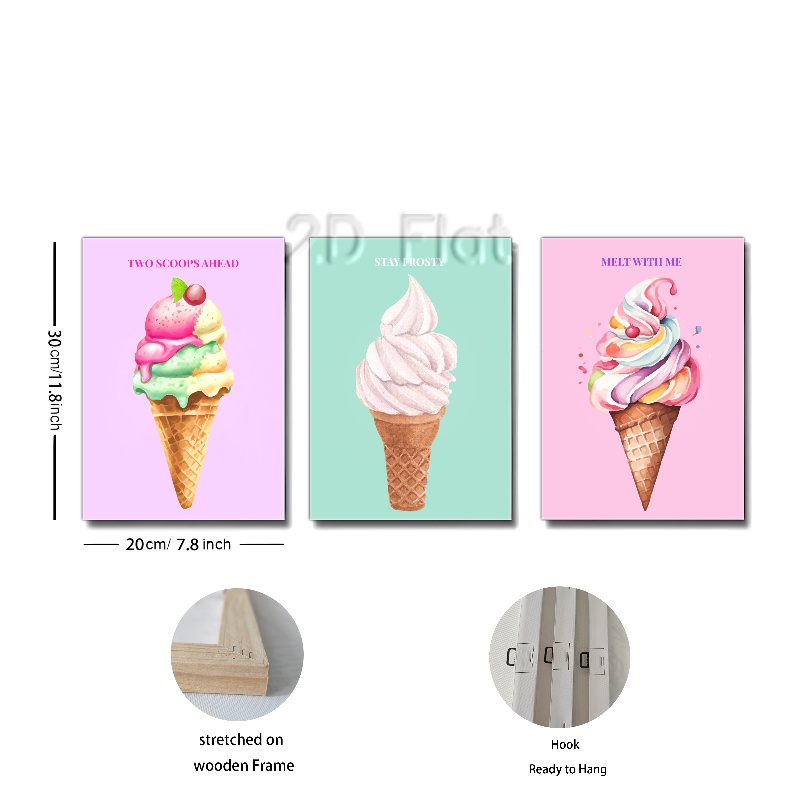 2D Flat
TWO SCOOPS AHEAD
STAY FROSTY
MELT WITH ME
30cm/11.8inch
20cm/ 7.8 inch
stretched on
wooden Frame
Hook
Ready to Hang